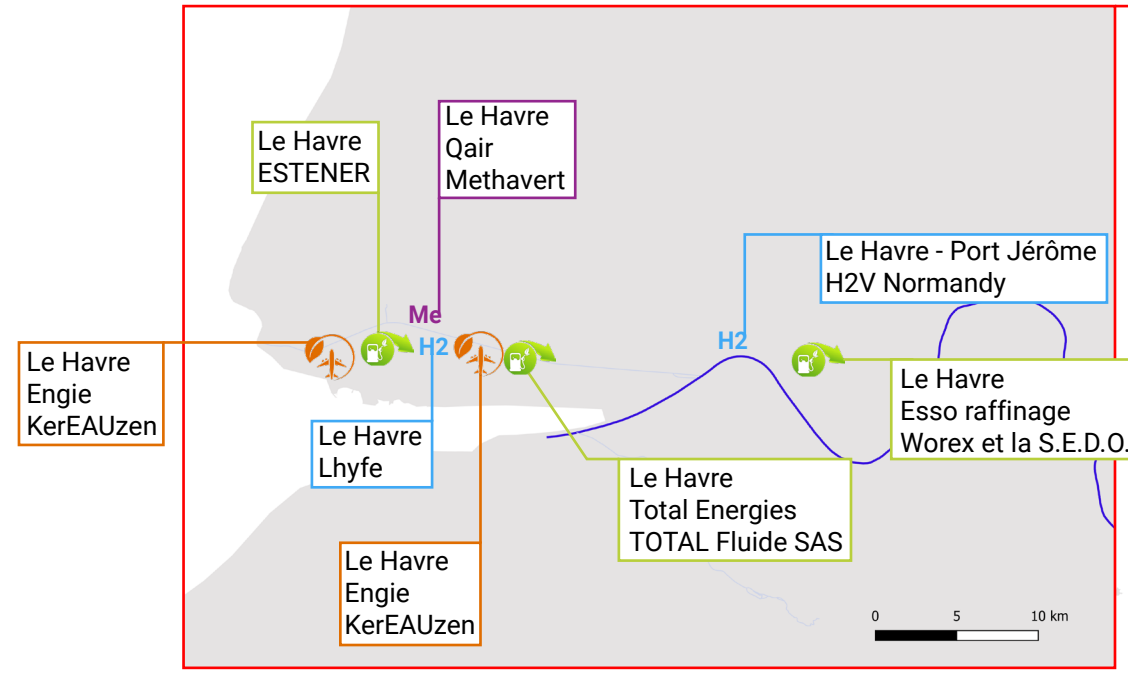 Le Havre
Qair
Methavert
Le Havre
ESTENER
Le Havre - Port Jérôme
H2V Normandy
Me
H2
H2
Le Havre
Engie
KerEAUzen
Le Havre
Esso raffinage
Worex et la S.E.D.O.
Le Havre
Lhyfe
Le Havre
Total Energies
TOTAL Fluide SAS
Le Havre
Engie
KerEAUzen
0 5 10 km